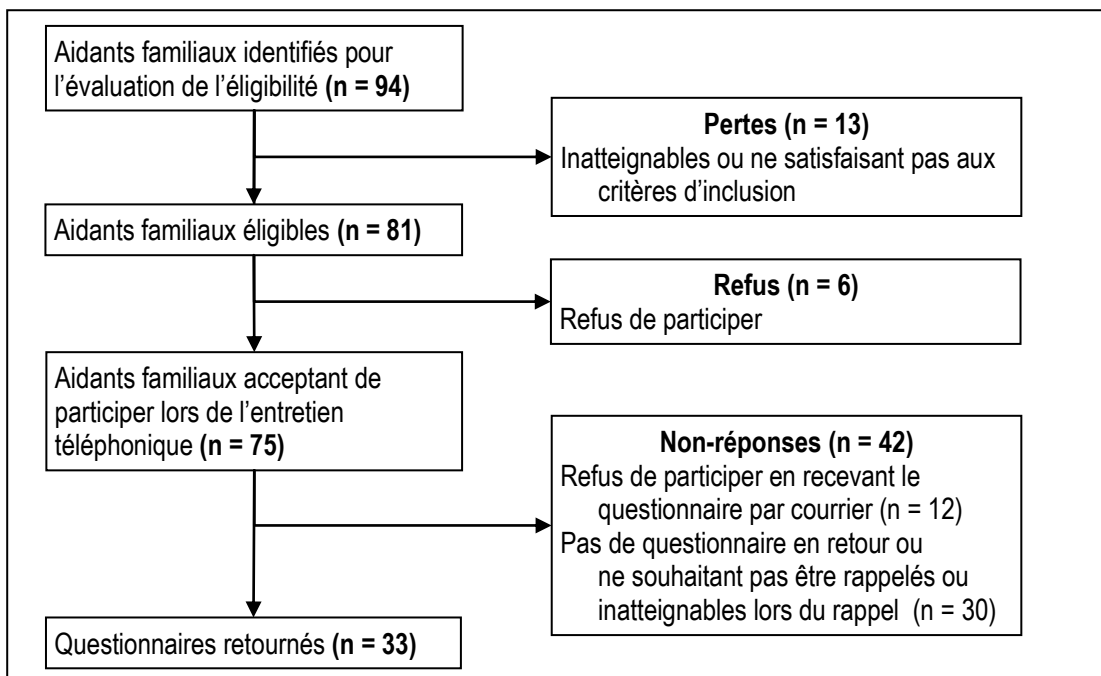 Aidants familiaux identifiés pour
l’évaluation de l’éligibilité (n = 94)
Pertes (n = 13)
Inatteignables ou ne satisfaisant pas aux
critères d’inclusion
Aidants familiaux éligibles (n = 81)
Refus (n = 6)
Refus de participer
Aidants familiaux acceptant de
participer lors de l’entretien
téléphonique (n = 75)
Non-réponses (n = 42)
Refus de participer en recevant le
questionnaire par courrier (n = 12)
Pas de questionnaire en retour ou
ne souhaitant pas être rappelés ou
inatteignables lors du rappel (n = 30)
Questionnaires retournés (n = 33)